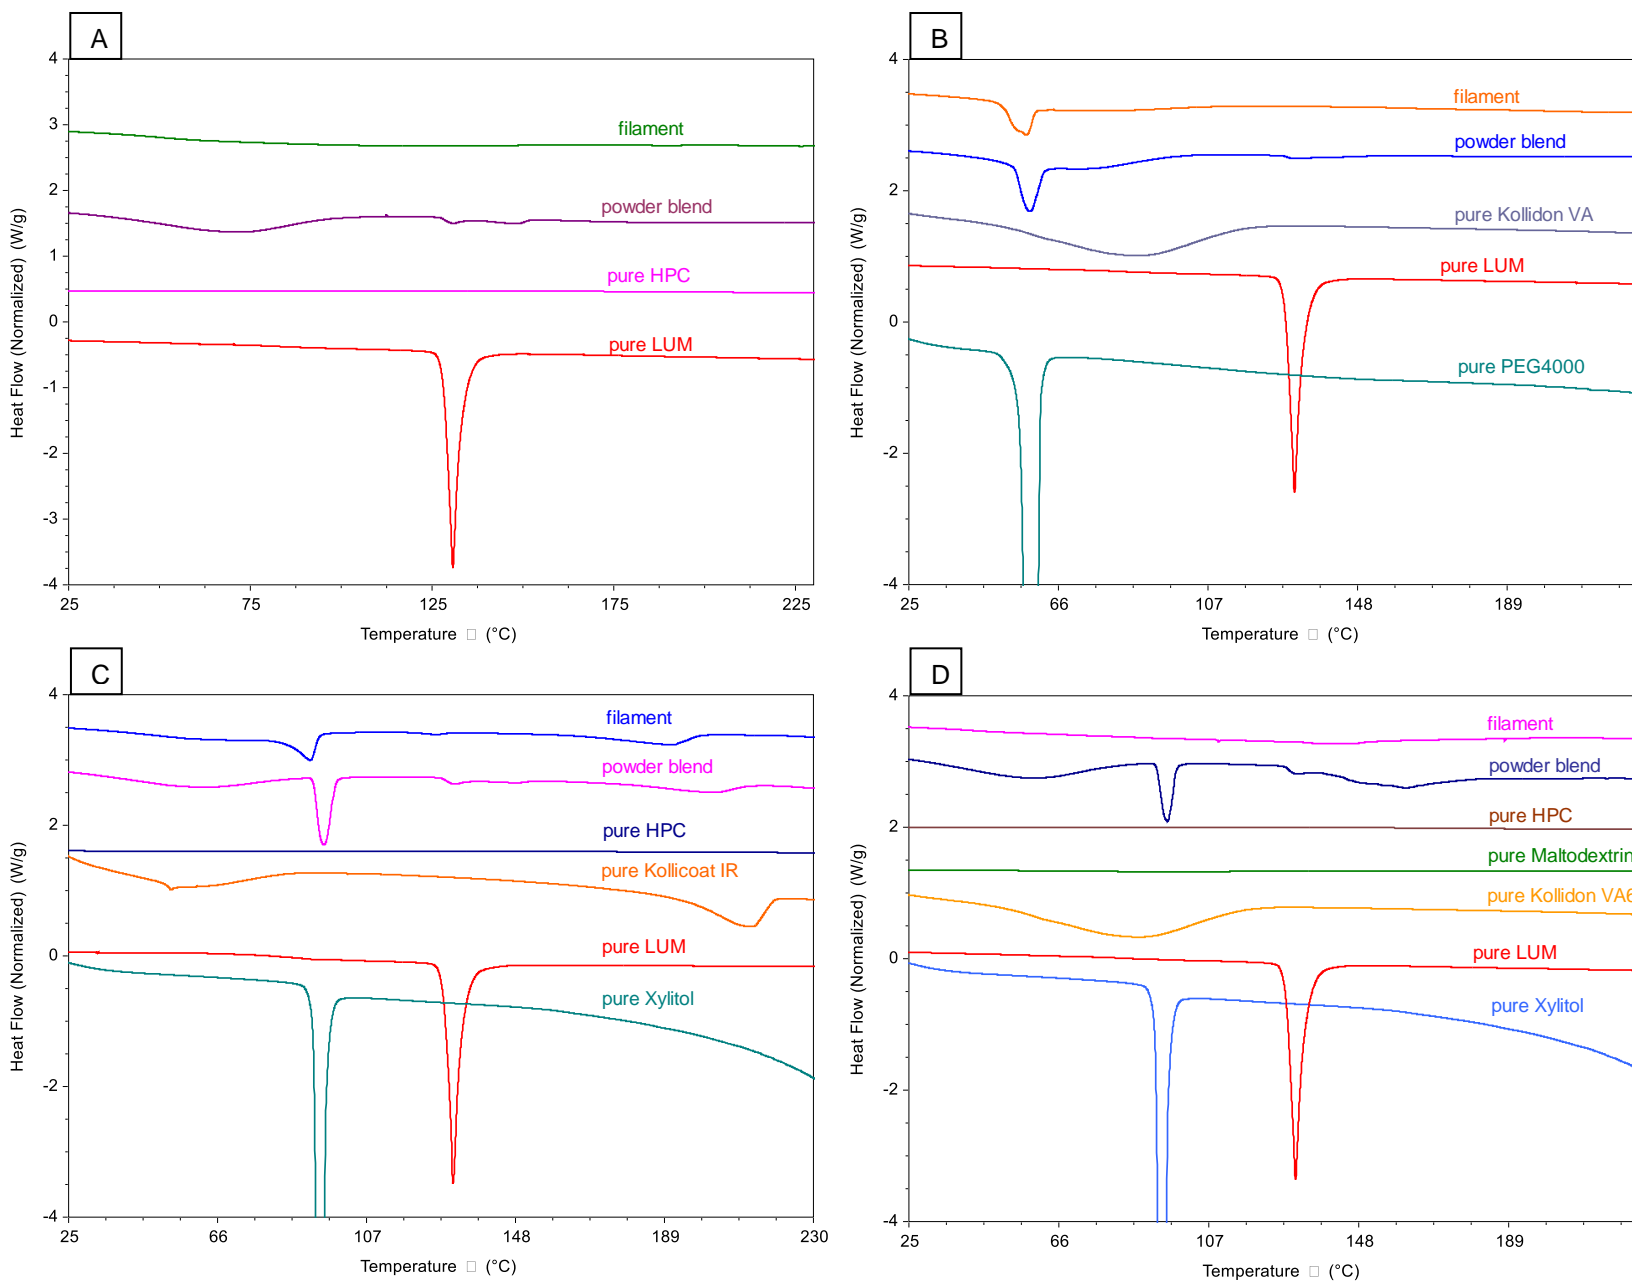 A
4
3
2
1
0
-1
-2
-3
-4
Heat Flow (Normalized) (W/g)
filament
powder blend
pure HPC
pure LUM
25 75 125 175 225
Temperature □ (°C)
B
4
2
0
-2
-4
Heat Flow (Normalized) (W/g)
filament
powder blend
pure Kollidon VA
pure LUM
pure PEG4000
25 66 107 148 189
Temperature □ (°C)
C
4
2
0
-2
-4
Heat Flow (Normalized) (W/g)
filament
powder blend
pure HPC
pure Kollicoat IR
pure LUM
pure Xylitol
25 66 107 148 189 230
Temperature □ (°C)
D
4
2
0
-2
-4
Heat Flow (Normalized) (W/g)
filament
powder blend
pure HPC
pure Maltodextrin
pure Kollidon VA6
pure LUM
pure Xylitol
25 66 107 148 189
Temperature □ (°C)